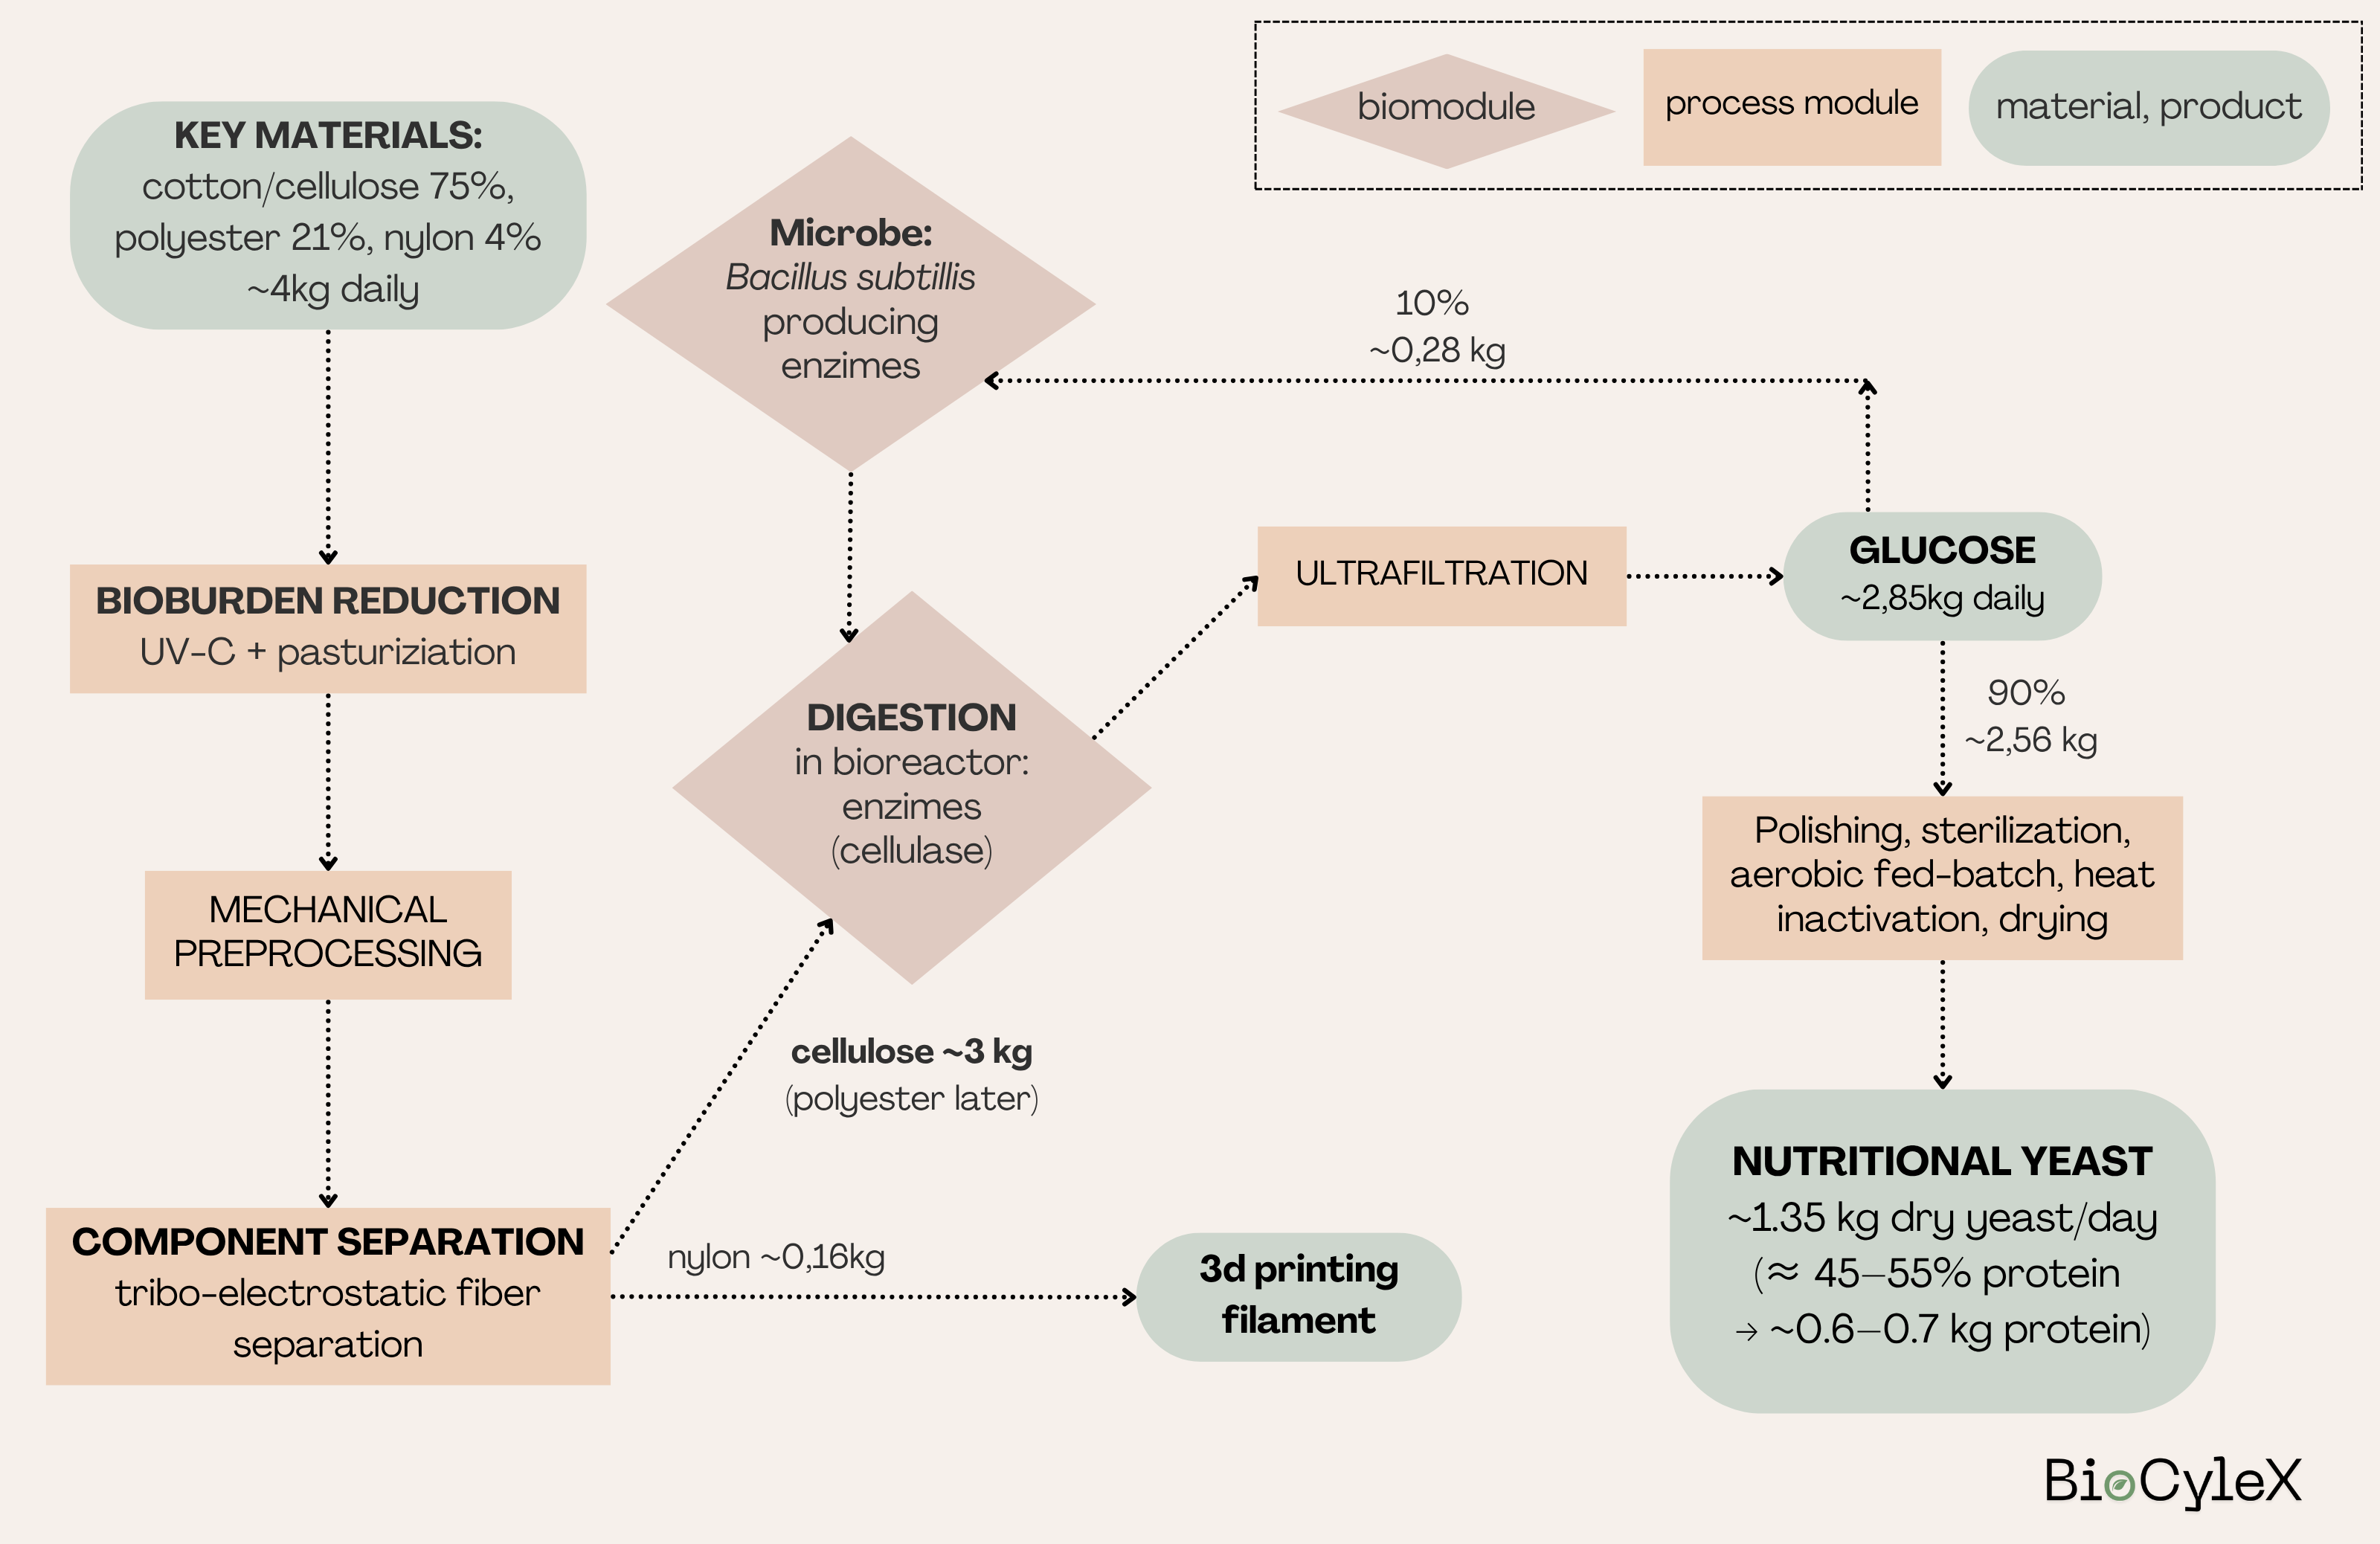 biomodule
process module
material, product
KEY MATERIALS:
cotton/cellulose 75%,
polyester 21%, nylon 4%
~4kg daily
BIOBURDEN REDUCTION
UV-C + pasturiziation
MECHANICAL
PREPROCESSING
COMPONENT SEPARATION
tribo-electrostatic fiber
separation
Microbe:
Bacillus subtillis
producing
enzimes
DIGESTION
in bioreactor:
enzimes
(cellulase)
cellulose ~3 kg
(polyester later)
nylon ~0,16kg
3d printing
filament
ULTRAFILTRATION
10%
~0,28 kg
GLUCOSE
~2,85kg daily
90%
~2,56 kg
Polishing, sterilization,
aerobic fed-batch, heat
inactivation, drying
NUTRITIONAL YEAST
~1.35 kg dry yeast/day
(≈ 45–55% protein
→ ~0.6–0.7 kg protein)
BioCyleX